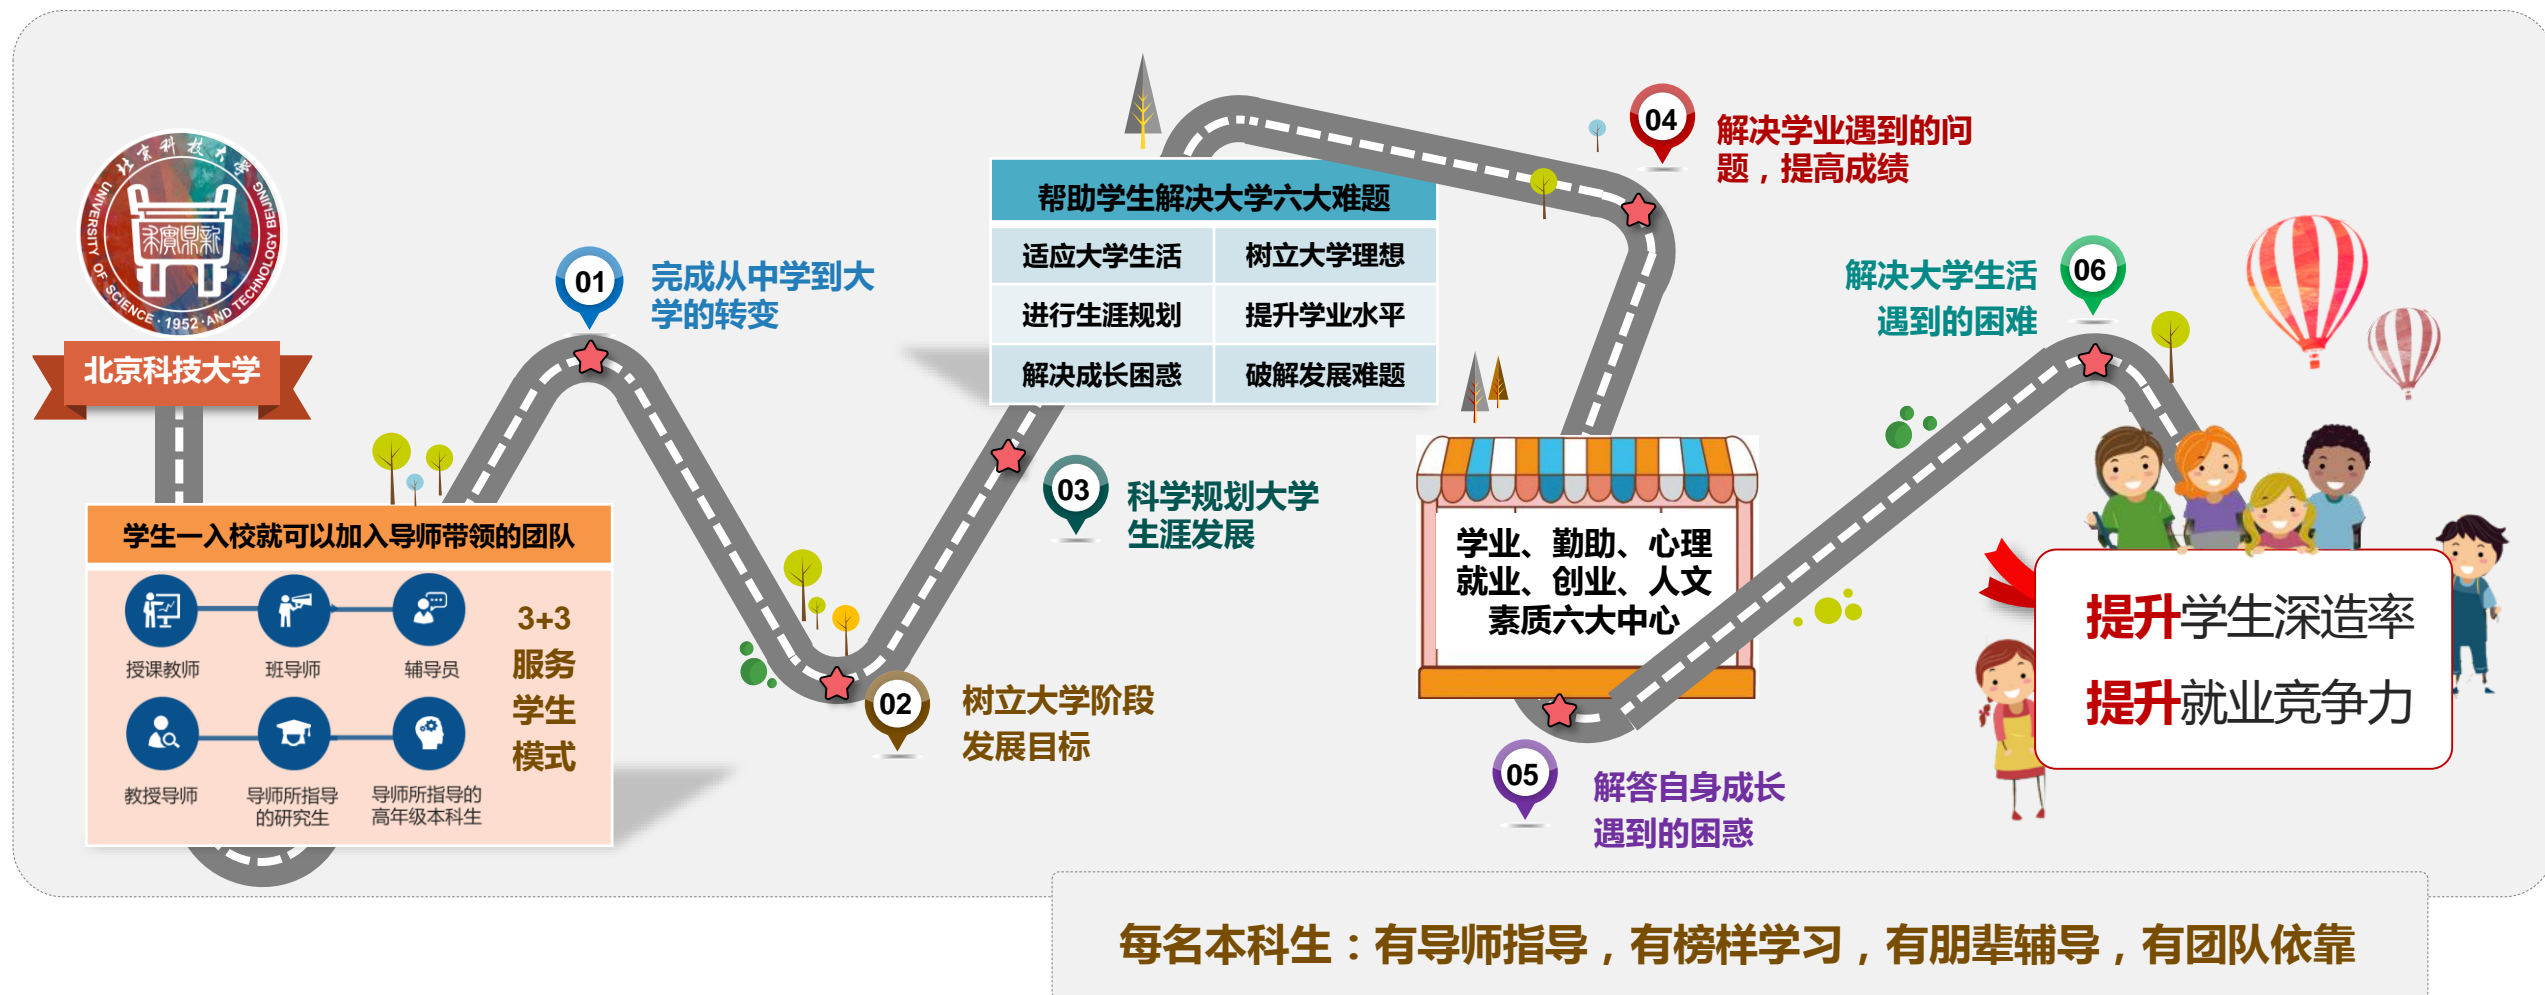 北京科技大学
UNIVERSITY OF SCIENCE · 1952 · AND TECHNOLOGY BEIJING
北京科技大学
学生一入校就可以加入导师带领的团队
授课教师
班导师
辅导员
教授导师
导师所指导
的研究生
导师所指导的
高年级本科生
3+3
服务
学生
模式
01
完成从中学到大
学的转变
02
树立大学阶段
发展目标
03
科学规划大学
生涯发展
帮助学生解决大学六大难题
适应大学生活
树立大学理想
进行生涯规划
提升学业水平
解决成长困惑
破解发展难题
04
解决学业遇到的问
题，提高成绩
学业、勤助、心理
就业、创业、人文
素质六大中心
05
解答自身成长
遇到的困惑
06
解决大学生活
遇到的困难
提升学生深造率
提升就业竞争力
每名本科生：有导师指导，有榜样学习，有朋辈辅导，有团队依靠